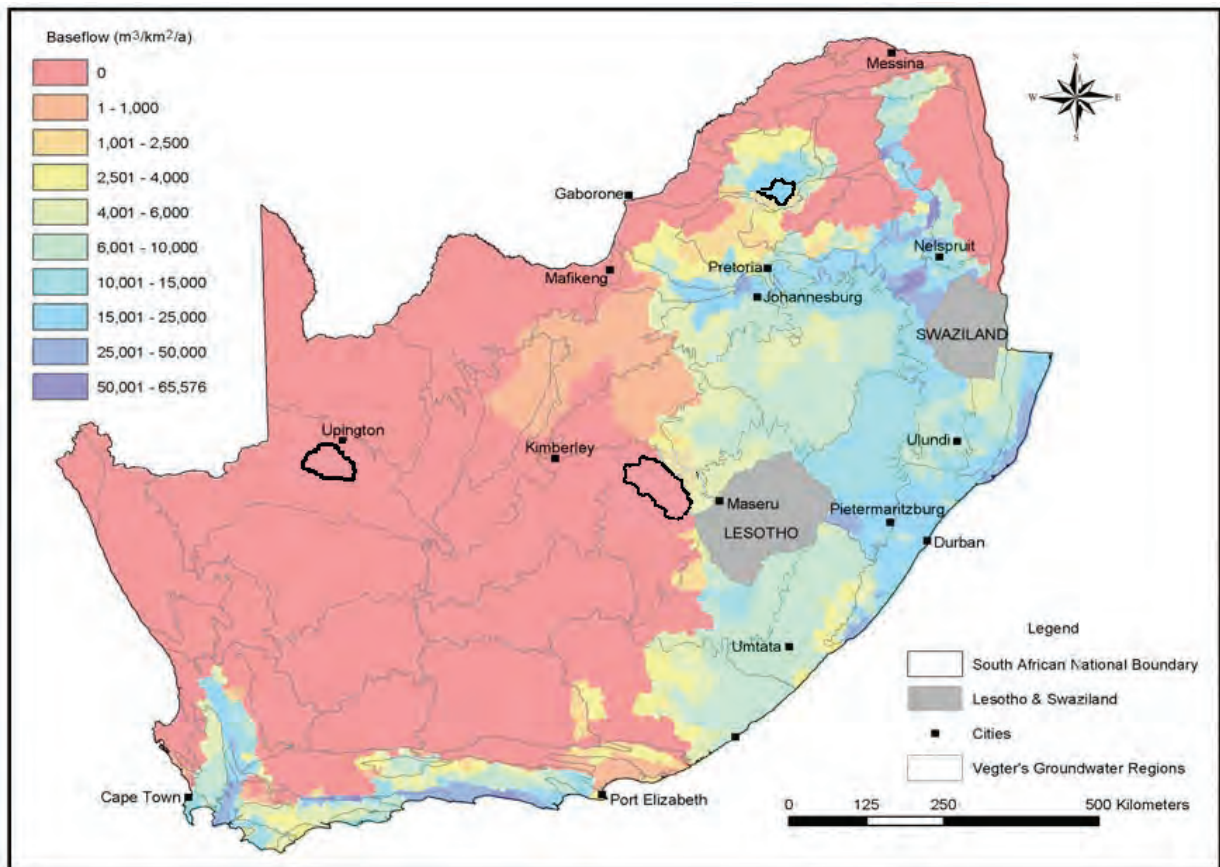 Baseflow (m³/km²/a)
0
1 - 1,000
1,001 - 2,500
2,501 - 4,000
4,001 - 6,000
6,001 - 10,000
10,001 - 15,000
15,001 - 25,000
25,001 - 50,000
50,001 - 65,576
Messina
N
W
E
S
Gaborone
Nelspruit
Mafikeng
Pretoria
Johannesburg
SWAZILAND
Upington
Kimberley
Ulundi
Maseru
Pietermaritzburg
LESOTHO
Durban
Umtata
Cape Town
Port Elizabeth
Legend
South African National Boundary
Lesotho & Swaziland
Cities
Vegter's Groundwater Regions
0 125 250 500 Kilometers